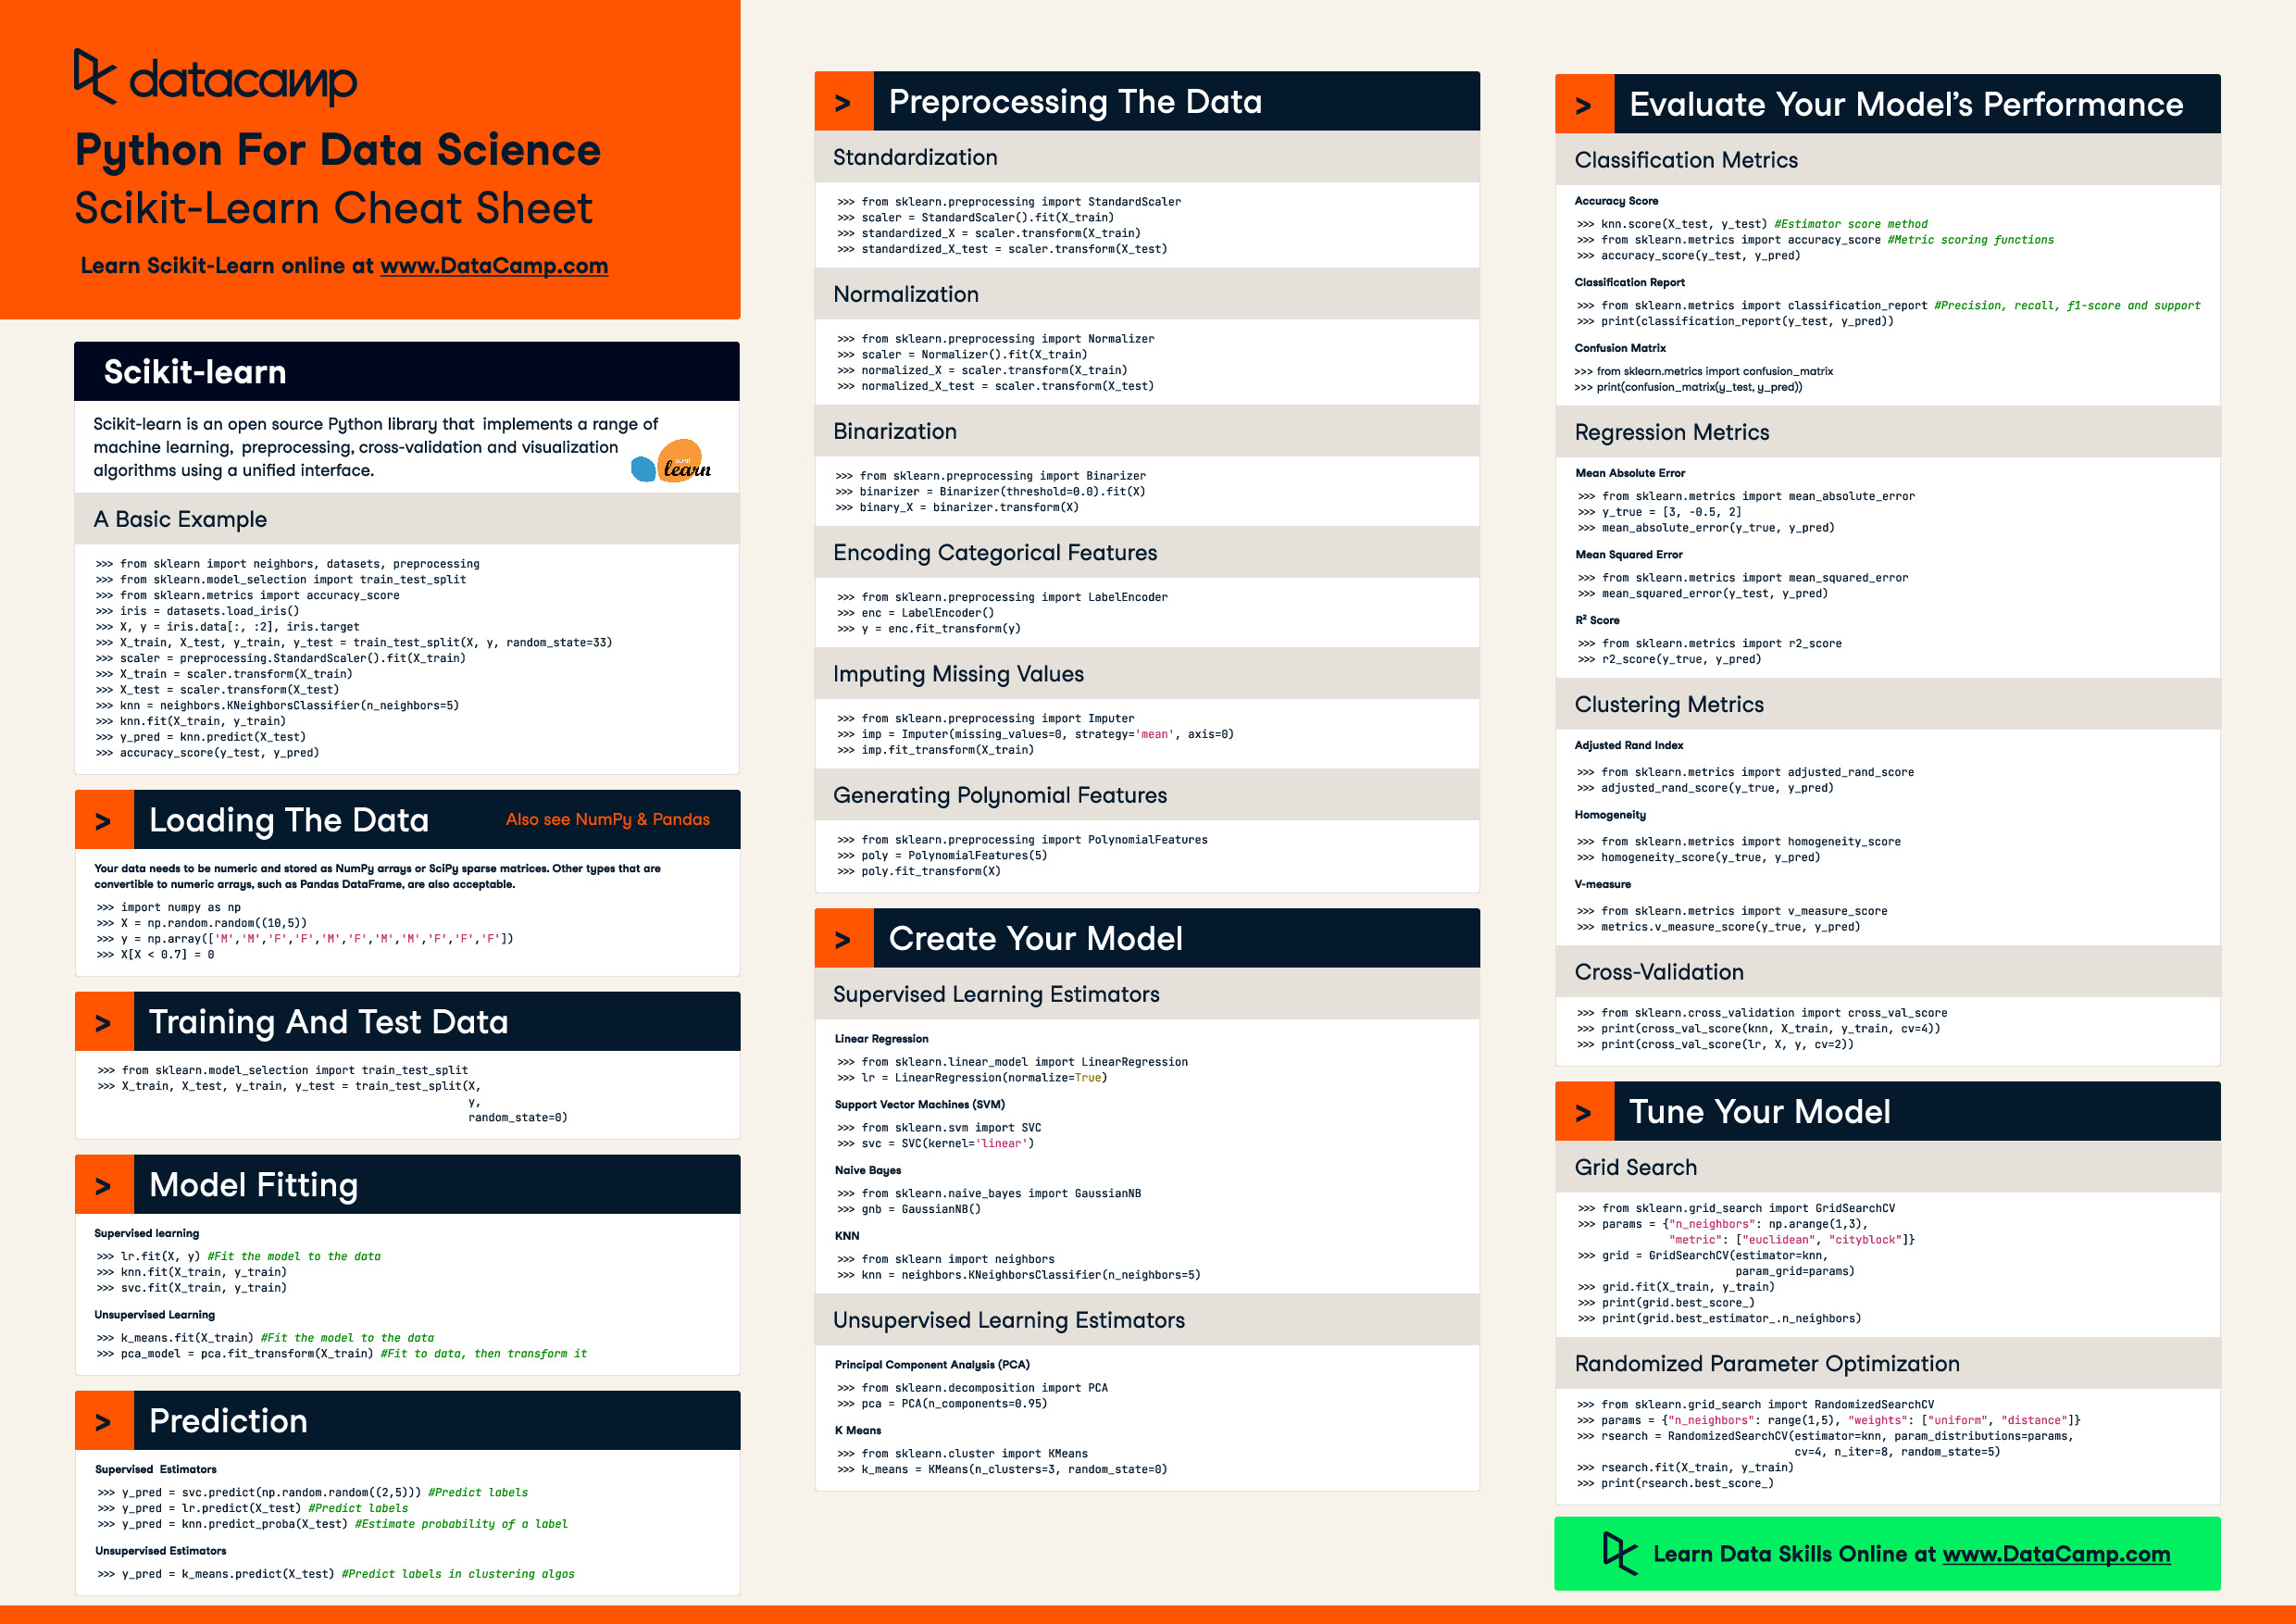 datacamp
Python For Data Science
Scikit-Learn Cheat Sheet
Learn Scikit-Learn online at www.DataCamp.com
Scikit-learn
Scikit-learn is an open source Python library that implements a range of
machine learning, preprocessing, cross-validation and visualization
algorithms using a unified interface.
scikit
learn
A Basic Example
>>> from sklearn import neighbors, datasets, preprocessing
>>> from sklearn.model_selection import train_test_split
>>> from sklearn.metrics import accuracy_score
>>> iris = datasets.load_iris()
>>> X, y = iris.data[:, :2], iris.target
>>> X_train, X_test, y_train, y_test = train_test_split(X, y, random_state=33)
>>> scaler = preprocessing.StandardScaler().fit(X_train)
>>> X_train = scaler.transform(X_train)
>>> X_test = scaler.transform(X_test)
>>> knn = neighbors.KNeighborsClassifier(n_neighbors=5)
>>> knn.fit(X_train, y_train)
>>> y_pred = knn.predict(X_test)
>>> accuracy_score(y_test, y_pred)
> Loading The Data Also see NumPy & Pandas
Your data needs to be numeric and stored as NumPy arrays or SciPy sparse matrices. Other types that are
convertible to numeric arrays, such as Pandas DataFrame, are also acceptable.
>>> import numpy as np
>>> X = np.random.random((10,5))
>>> y = np.array(['M','M','F','F','M','F','M','M','F','F','F'])
>>> X[X < 0.7] = 0
> Training And Test Data
>>> from sklearn.model_selection import train_test_split
>>> X_train, X_test, y_train, y_test = train_test_split(X,
y,
random_state=0)
> Model Fitting
Supervised learning
>>> lr.fit(X, y) #Fit the model to the data
>>> knn.fit(X_train, y_train)
>>> svc.fit(X_train, y_train)
Unsupervised Learning
>>> k_means.fit(X_train) #Fit the model to the data
>>> pca_model = pca.fit_transform(X_train) #Fit to data, then transform it
> Prediction
Supervised Estimators
>>> y_pred = svc.predict(np.random.random((2,5))) #Predict labels
>>> y_pred = lr.predict(X_test) #Predict labels
>>> y_pred = knn.predict_proba(X_test) #Estimate probability of a label
Unsupervised Estimators
>>> y_pred = k_means.predict(X_test) #Predict labels in clustering algos
> Preprocessing The Data
Standardization
>>> from sklearn.preprocessing import StandardScaler
>>> scaler = StandardScaler().fit(X_train)
>>> standardized_X = scaler.transform(X_train)
>>> standardized_X_test = scaler.transform(X_test)
Normalization
>>> from sklearn.preprocessing import Normalizer
>>> scaler = Normalizer().fit(X_train)
>>> normalized_X = scaler.transform(X_train)
>>> normalized_X_test = scaler.transform(X_test)
Binarization
>>> from sklearn.preprocessing import Binarizer
>>> binarizer = Binarizer(threshold=0.0).fit(X)
>>> binary_X = binarizer.transform(X)
Encoding Categorical Features
>>> from sklearn.preprocessing import LabelEncoder
>>> enc = LabelEncoder()
>>> y = enc.fit_transform(y)
Imputing Missing Values
>>> from sklearn.preprocessing import Imputer
>>> imp = Imputer(missing_values=0, strategy='mean', axis=0)
>>> imp.fit_transform(X_train)
Generating Polynomial Features
>>> from sklearn.preprocessing import PolynomialFeatures
>>> poly = PolynomialFeatures(5)
>>> poly.fit_transform(X)
> Create Your Model
Supervised Learning Estimators
Linear Regression
>>> from sklearn.linear_model import LinearRegression
>>> lr = LinearRegression(normalize=True)
Support Vector Machines (SVM)
>>> from sklearn.svm import SVC
>>> svc = SVC(kernel='linear')
Naive Bayes
>>> from sklearn.naive_bayes import GaussianNB
>>> gnb = GaussianNB()
KNN
>>> from sklearn import neighbors
>>> knn = neighbors.KNeighborsClassifier(n_neighbors=5)
Unsupervised Learning Estimators
Principal Component Analysis (PCA)
>>> from sklearn.decomposition import PCA
>>> pca = PCA(n_components=0.95)
K Means
>>> from sklearn.cluster import KMeans
>>> k_means = KMeans(n_clusters=3, random_state=0)
> Evaluate Your Model's Performance
Classification Metrics
Accuracy Score
>>> knn.score(X_test, y_test) #Estimator score method
>>> from sklearn.metrics import accuracy_score #Metric scoring functions
>>> accuracy_score(y_test, y_pred)
Classification Report
>>> from sklearn.metrics import classification_report #Precision, recall, f1-score and support
>>> print(classification_report(y_test, y_pred))
Confusion Matrix
>>> from sklearn.metrics import confusion_matrix
>>> print(confusion_matrix(y_test, y_pred))
Regression Metrics
Mean Absolute Error
>>> from sklearn.metrics import mean_absolute_error
>>> y_true = [3, -0.5, 2]
>>> mean_absolute_error(y_true, y_pred)
Mean Squared Error
>>> from sklearn.metrics import mean_squared_error
>>> mean_squared_error(y_test, y_pred)
R² Score
>>> from sklearn.metrics import r2_score
>>> r2_score(y_true, y_pred)
Clustering Metrics
Adjusted Rand Index
>>> from sklearn.metrics import adjusted_rand_score
>>> adjusted_rand_score(y_true, y_pred)
Homogeneity
>>> from sklearn.metrics import homogeneity_score
>>> homogeneity_score(y_true, y_pred)
V-measure
>>> from sklearn.metrics import v_measure_score
>>> metrics.v_measure_score(y_true, y_pred)
Cross-Validation
>>> from sklearn.cross_validation import cross_val_score
>>> print(cross_val_score(knn, X_train, y_train, cv=4))
>>> print(cross_val_score(lr, X, y, cv=2))
> Tune Your Model
Grid Search
>>> from sklearn.grid_search import GridSearchCV
>>> params = {"n_neighbors": np.arange(1,3),
"metric": ["euclidean", "cityblock"]}
>>> grid = GridSearchCV(estimator=knn,
param_grid=params)
>>> grid.fit(X_train, y_train)
>>> print(grid.best_score_)
>>> print(grid.best_estimator_.n_neighbors)
Randomized Parameter Optimization
>>> from sklearn.grid_search import RandomizedSearchCV
>>> params = {"n_neighbors": range(1,5), "weights": ["uniform", "distance"]}
>>> rsearch = RandomizedSearchCV(estimator=knn, param_distributions=params,
cv=4, n_iter=8, random_state=5)
>>> rsearch.fit(X_train, y_train)
>>> print(rsearch.best_score_)
Learn Data Skills Online at www.DataCamp.com